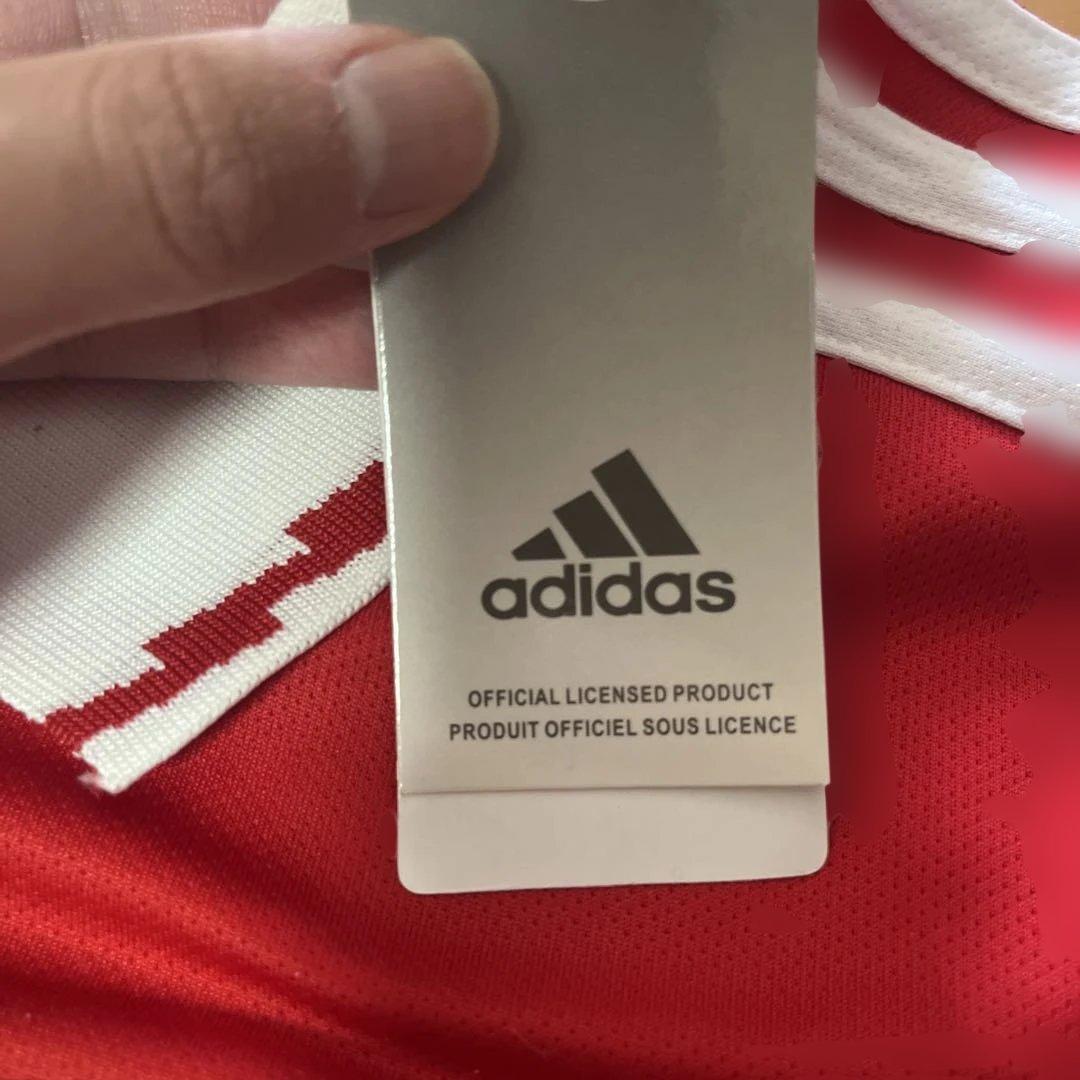 adidas
OFFICIAL LICENSED PRODUCT
PRODUIT OFFICIEL SOUS LICENCE